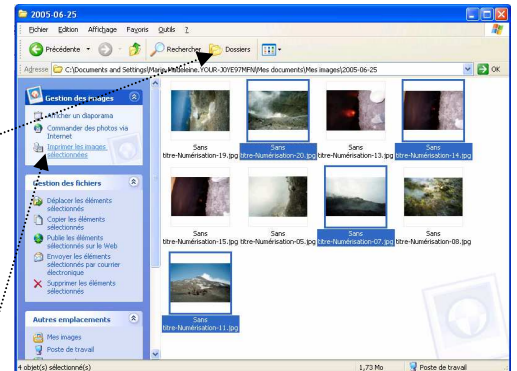 2005-06-25
Fichier Edition Affichage Favoris Outils ?
Précédente Rechercher Dossiers
Adresse C:\Documents and Settings\Marie Madeleine.YOUR-J0YE97MFN\Mes documents\Mes images\2005-06-25 OK
Gestion des images
Afficher un diaporama
Commander des photos via
Internet
Imprimer les images
sélectionnées
Gestion des fichiers
Déplacer les éléments
sélectionnés
Copier les éléments
sélectionnés
Publie les éléments
sélectionnés sur le Web
Envoyer les éléments
sélectionnés par courrier
électronique
Supprimer les éléments
sélectionnés
Autres emplacements
Mes images
Poste de travail
Sans
titre-Numérisation-19.jpg
Sans
titre-Numérisation-20.jpg
Sans
titre-Numérisation-13.jpg
Sans
titre-Numérisation-14.jpg
Sans
titre-Numérisation-15.jpg
Sans
titre-Numérisation-05.jpg
Sans
titre-Numérisation-07.jpg
Sans
titre-Numérisation-08.jpg
Sans
titre-Numérisation-11.jpg
4 objet(s) sélectionné(s) 1,73 Mo Poste de travail